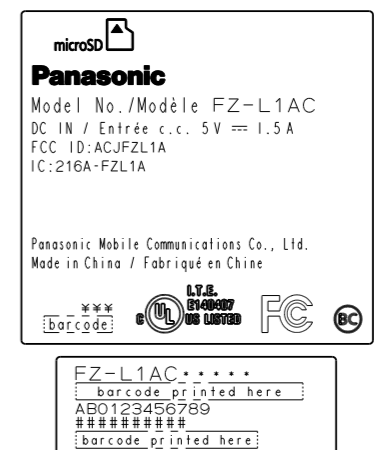 microSD
Panasonic
Model No./Modèle FZ-L1AC
DC IN / Entrée c.c. 5V ⎓ 1.5A
FCC ID:ACJFZL1A
IC:216A-FZL1A
Panasonic Mobile Communications Co., Ltd.
Made in China / Fabriqué en Chine
¥¥¥
barcode
I.T.E.
E140407
C UL US LISTED
FC
BC
FZ-L1AC*****
barcode printed here
AB0123456789
##########
barcode printed here